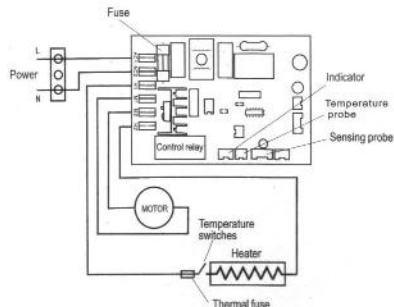 Fuse
L
Power
N
Indicator
Temperature
probe
Sensing probe
Control relay
MOTOR
Temperature
switches
Heater
Thermal fuse